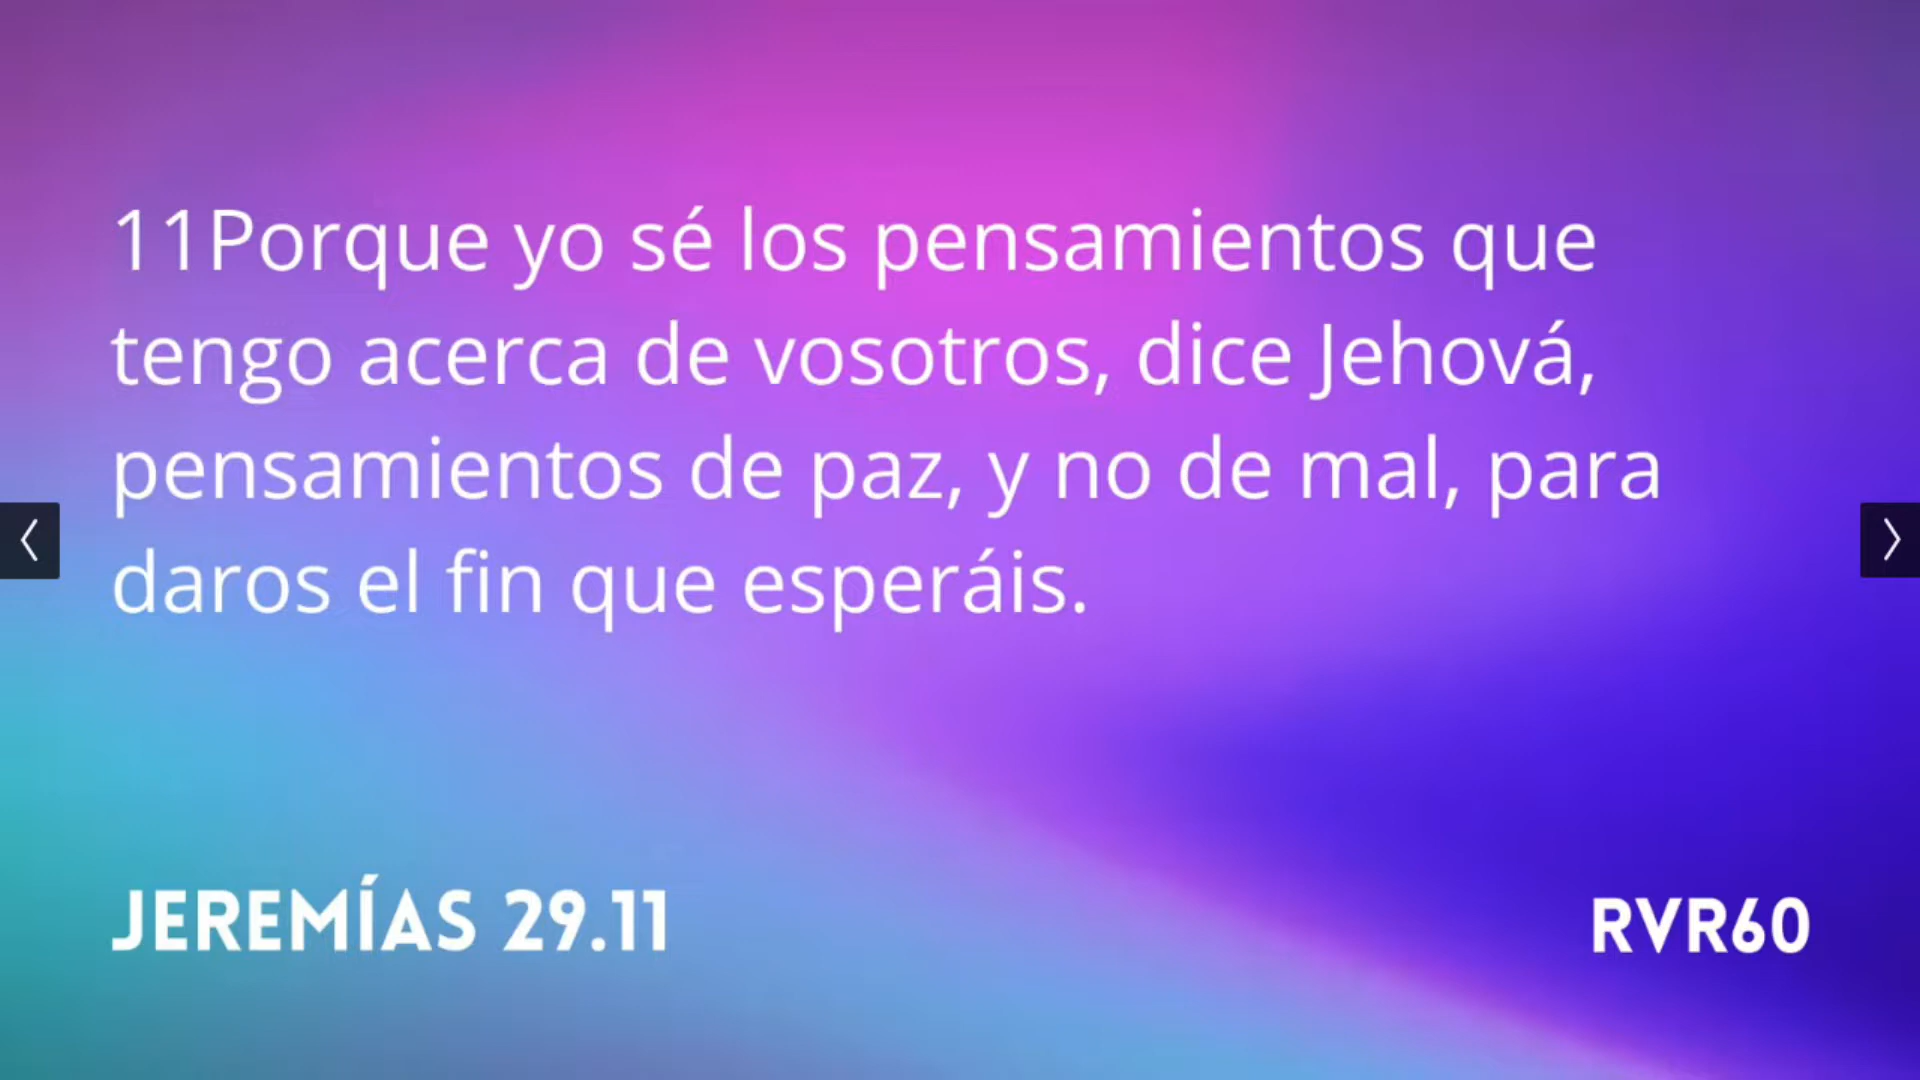 11Porque yo sé los pensamientos que
tengo acerca de vosotros, dice Jehová,
pensamientos de paz, y no de mal, para
daros el fin que esperáis.
JEREMÍAS 29.11
RVR60